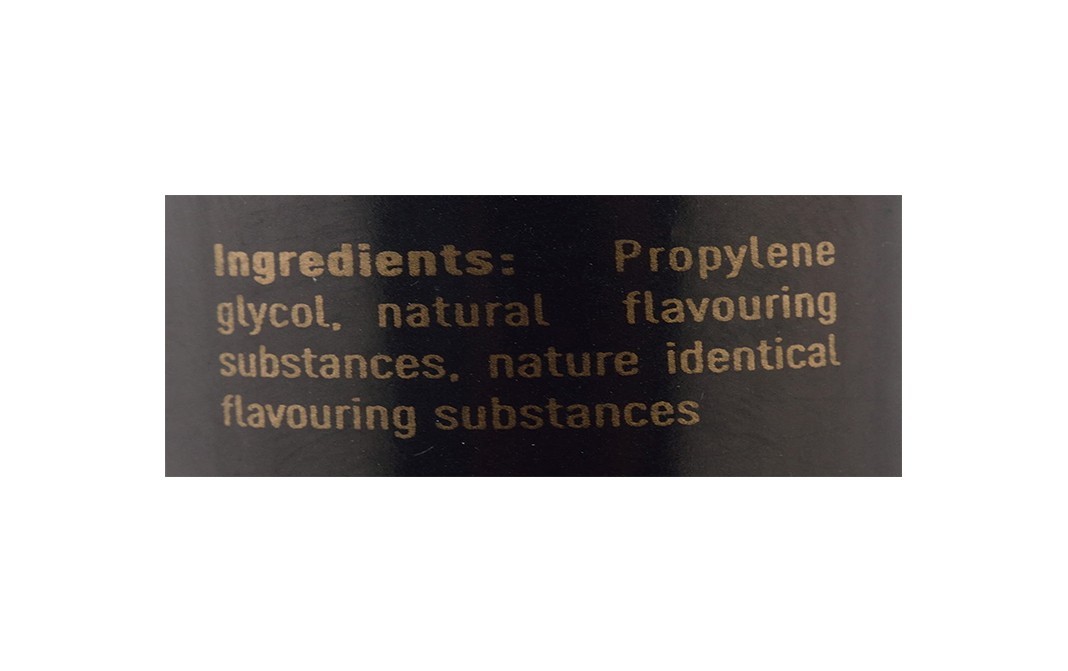 Ingredients: Propylene
glycol, natural flavouring
substances, nature identical
flavouring substances